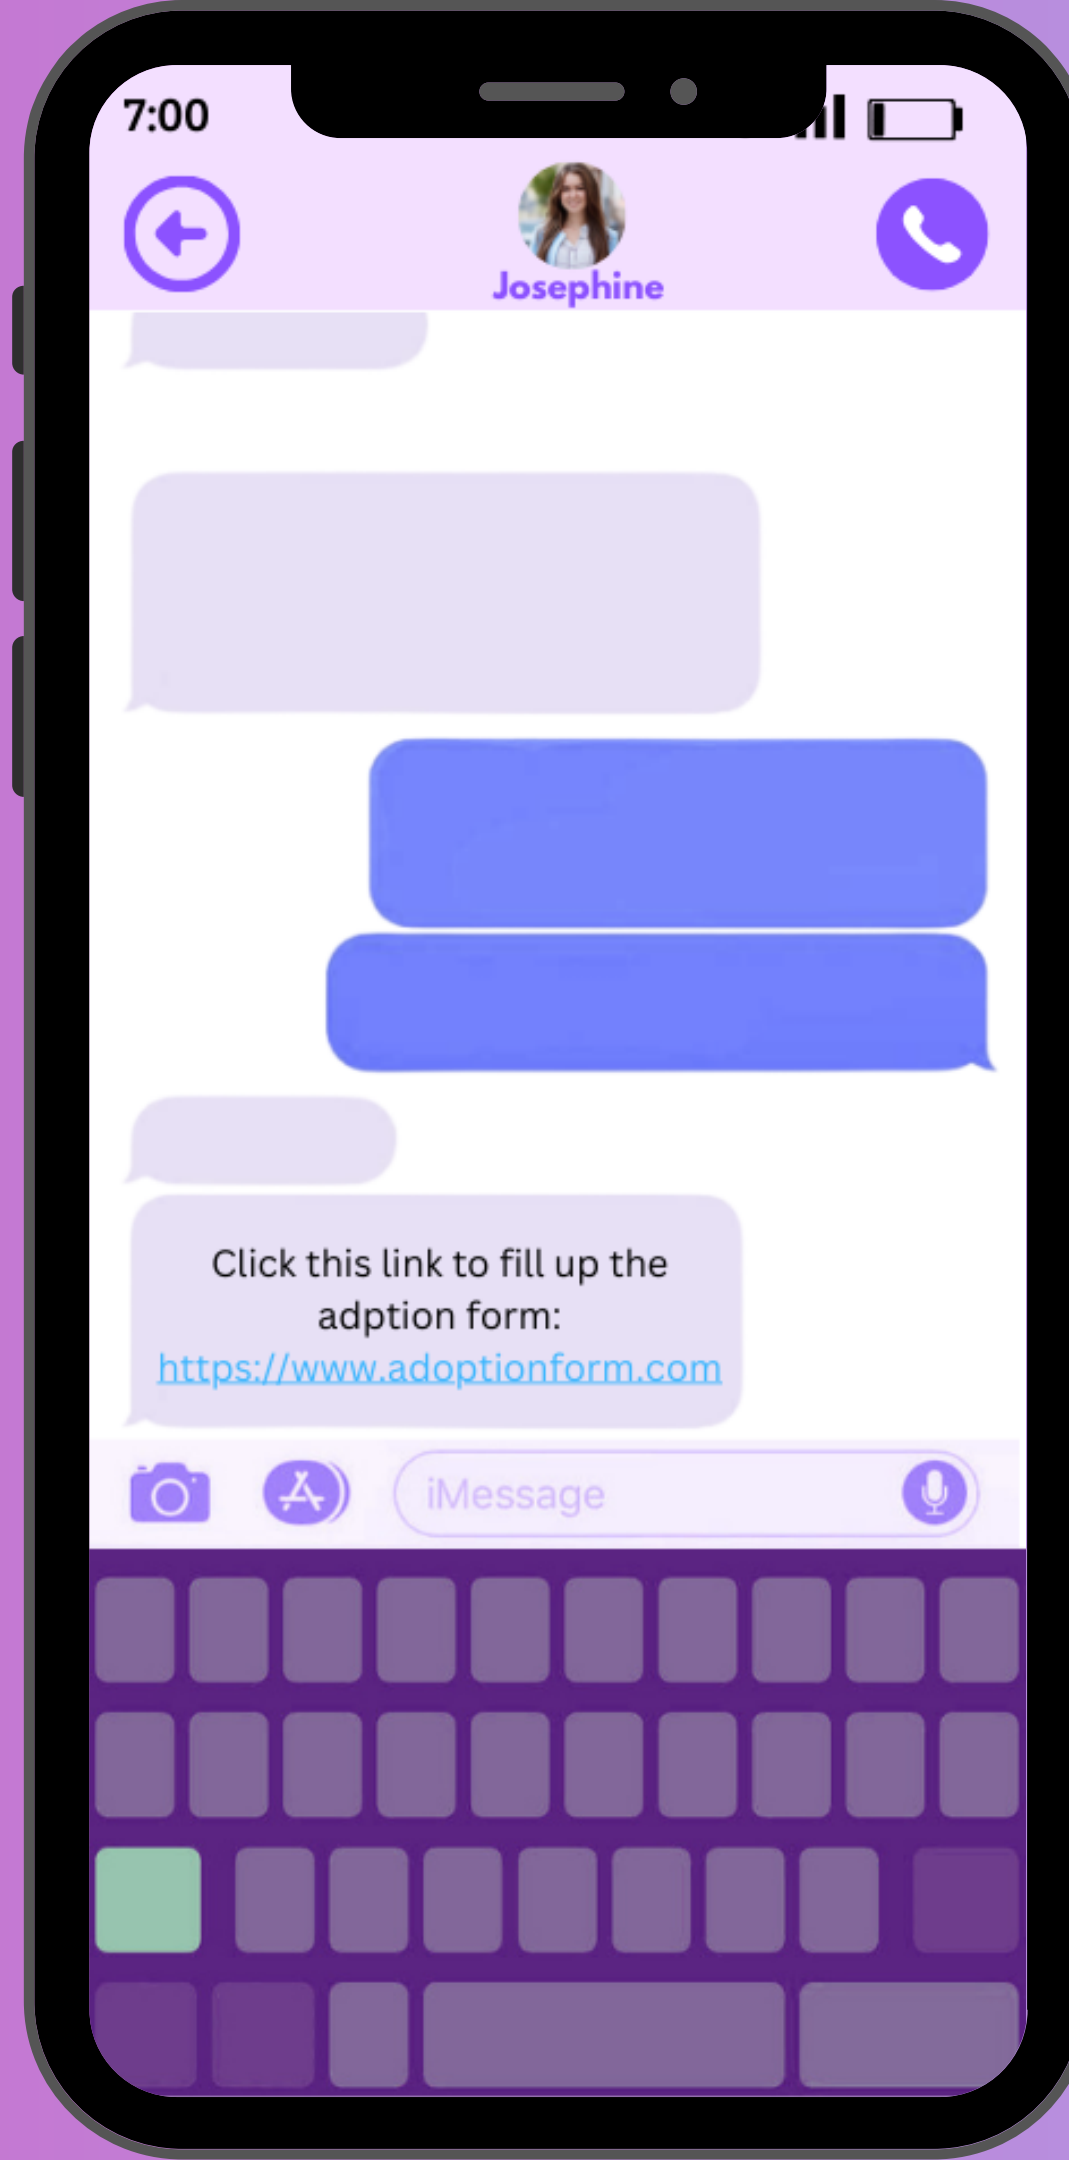 7:00
Josephine
Click this link to fill up the
adption form:
https://www.adoptionform.com
iMessage